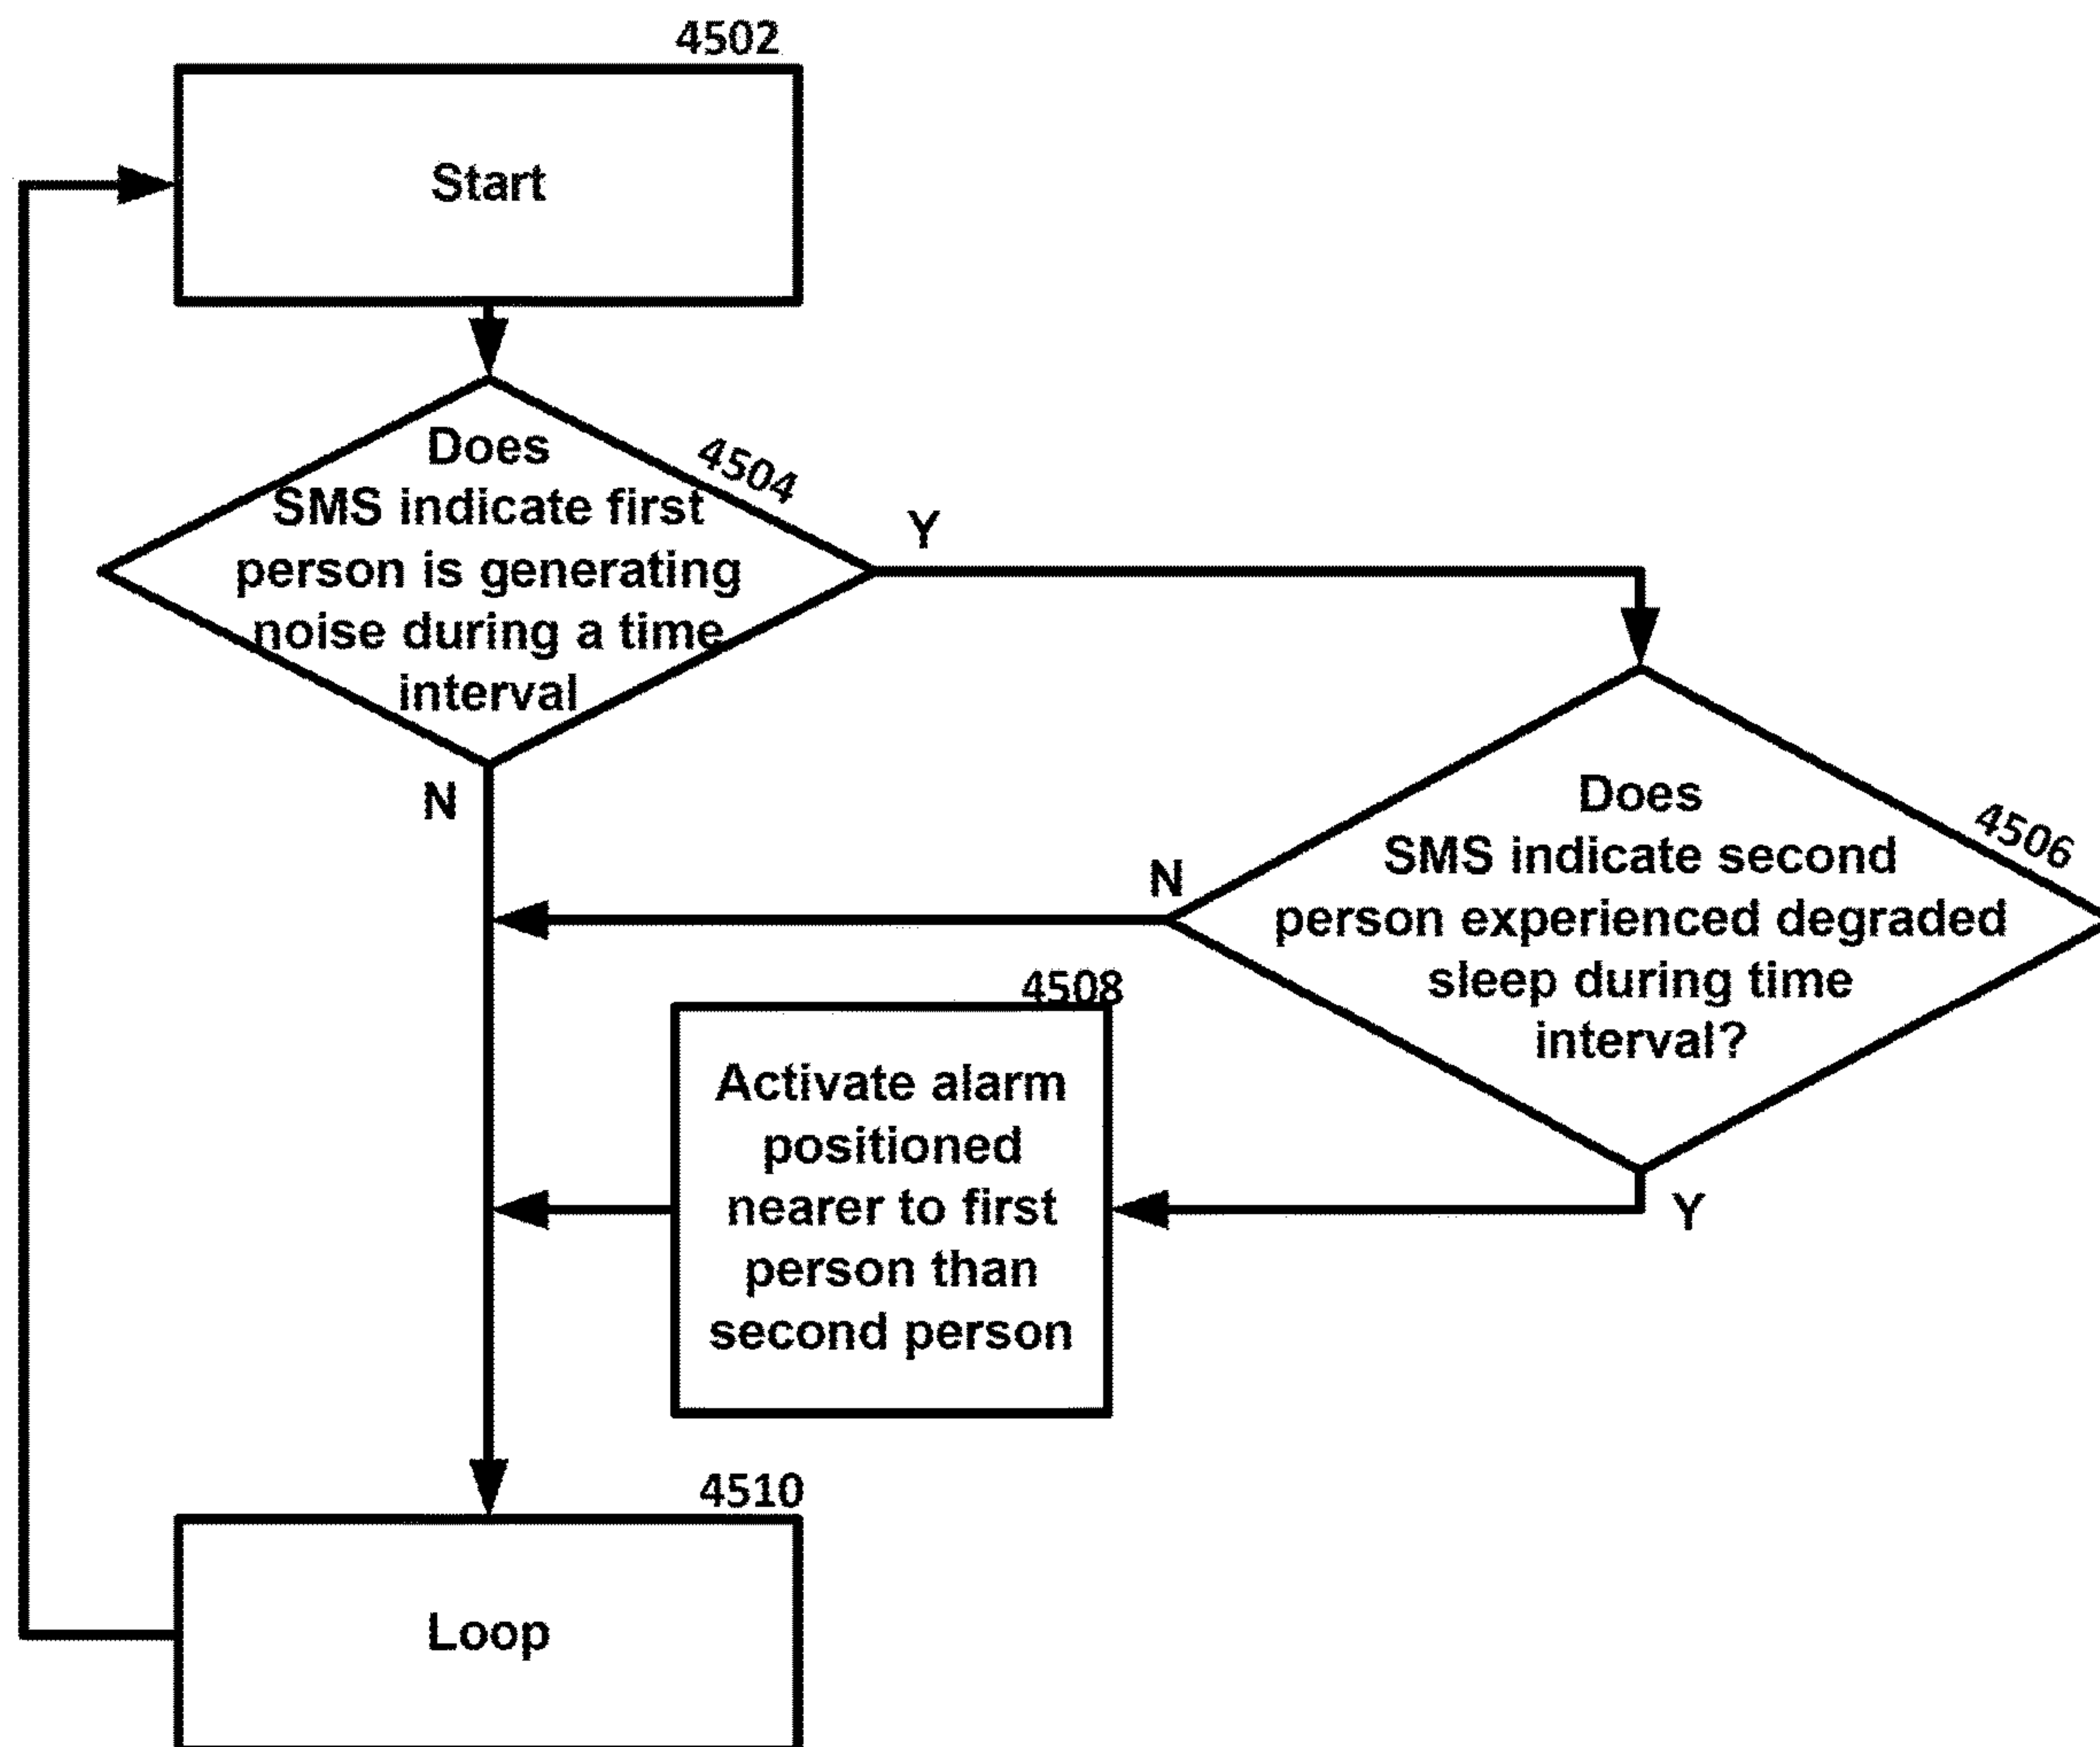 4502
Start
4504
Does
SMS indicate first
person is generating
noise during a time
interval
Y
N
4506
Does
SMS indicate second
person experienced degraded
sleep during time
interval?
N
Y
4508
Activate alarm
positioned
nearer to first
person than
second person
4510
Loop